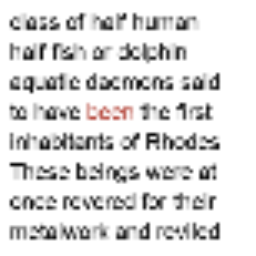 class of half human
half fish or dolphin
aquatic daemons said
to have been the first
inhabitants of Rhodes
These beings were at
once revered for their
metalwork and reviled